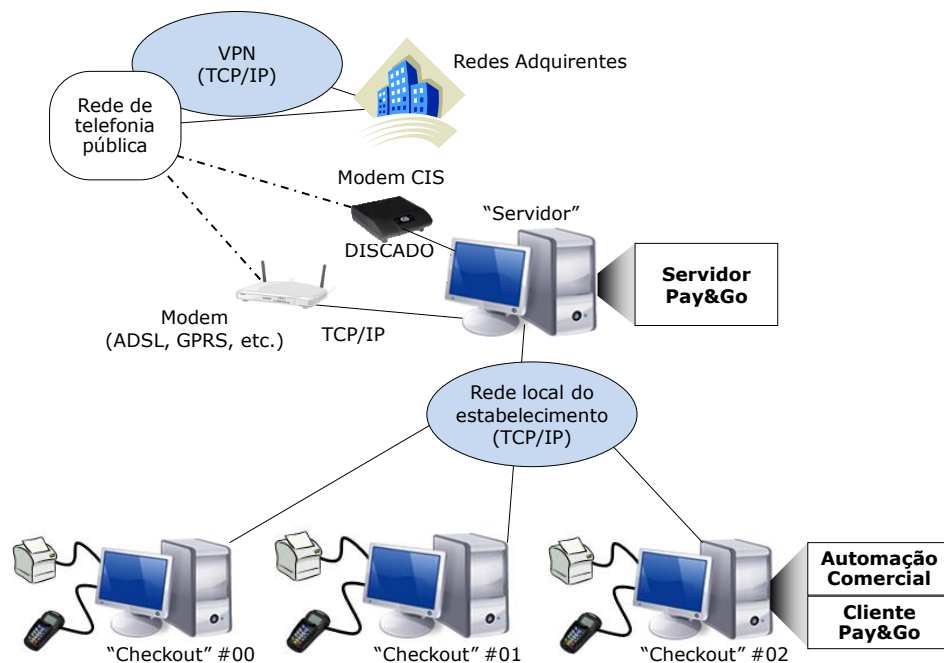 VPN
(TCP/IP)
Redes Adquirentes
Rede de
telefonia
pública
Modem CIS
"Servidor"
DISCADO
Servidor
Pay&Go
Modem
(ADSL, GPRS, etc.)
TCP/IP
Rede local do
estabelecimento
(TCP/IP)
Automação
Comercial
Cliente
Pay&Go
"Checkout" #00
"Checkout" #01
"Checkout" #02